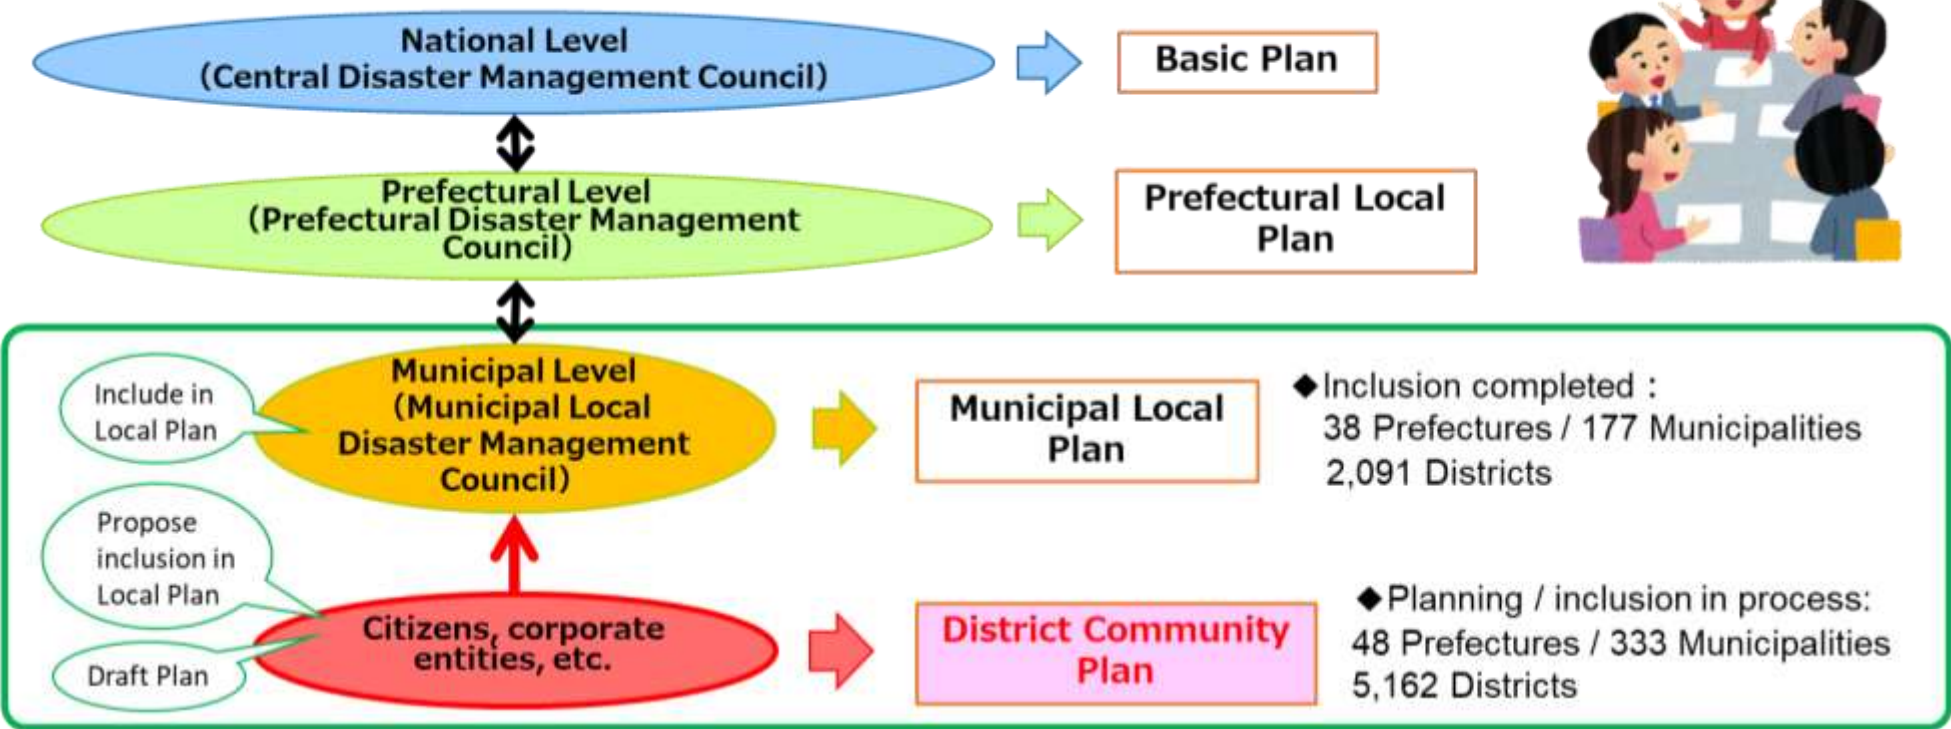 National Level
(Central Disaster Management Council)
Basic Plan
Prefectural Level
(Prefectural Disaster Management
Council)
Prefectural Local
Plan
Include in
Local Plan
Municipal Level
(Municipal Local
Disaster Management
Council)
Municipal Local
Plan
◆Inclusion completed :
38 Prefectures / 177 Municipalities
2,091 Districts
Propose
inclusion in
Local Plan
Draft Plan
Citizens, corporate
entities, etc.
District Community
Plan
◆Planning / inclusion in process:
48 Prefectures / 333 Municipalities
5,162 Districts